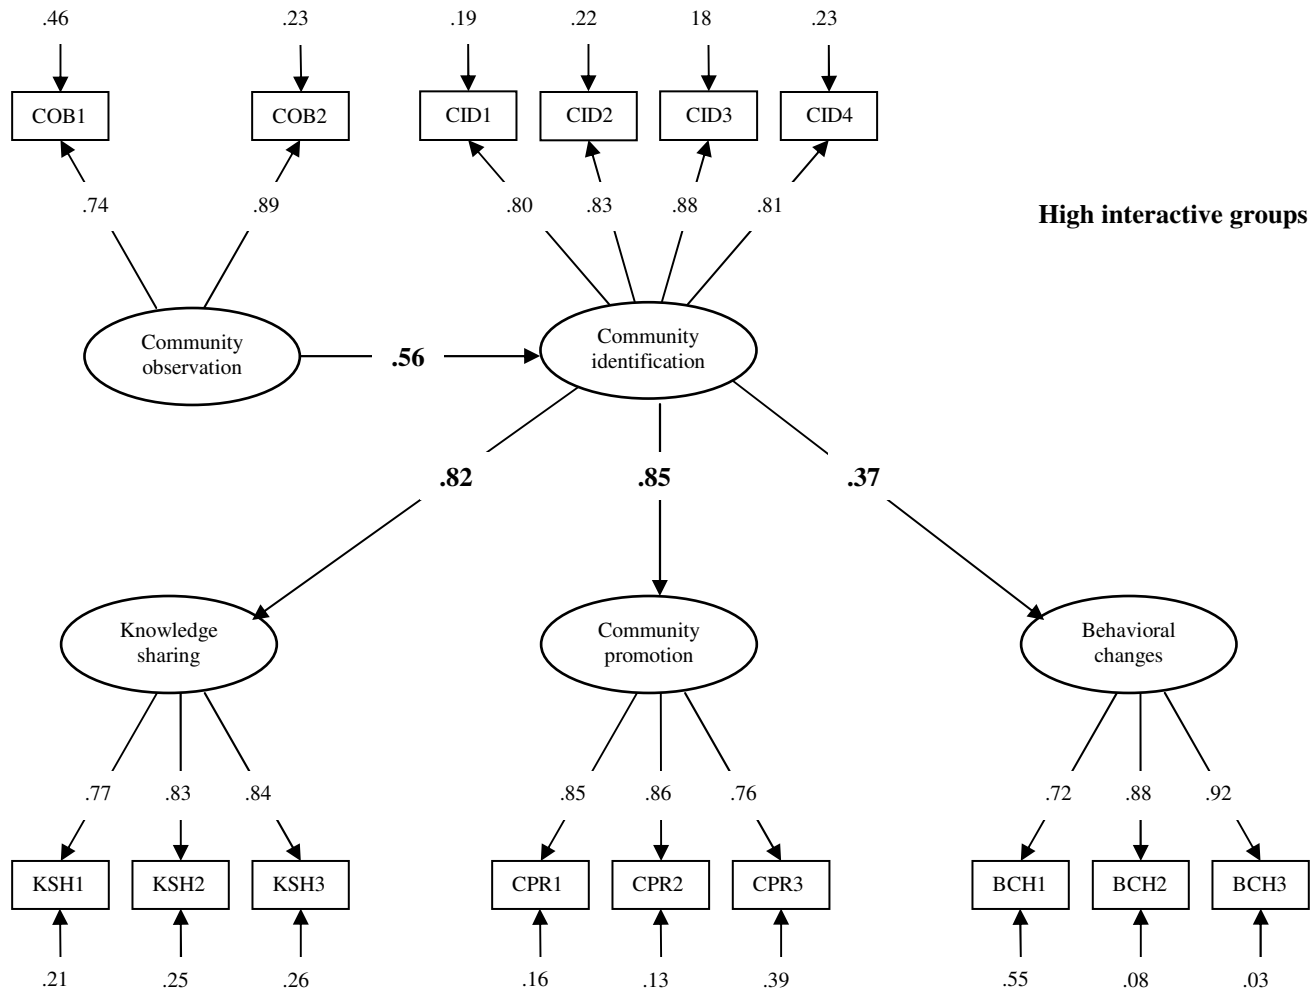 .46
.23
.19
.22
18
.23
COB1
COB2
CID1
CID2
CID3
CID4
.74
.89
.80
.83
.88
.81
High interactive groups
Community
observation
.56
Community
identification
.82
.85
.37
Knowledge
sharing
Community
promotion
Behavioral
changes
.77
.83
.84
.85
.86
.76
.72
.88
.92
KSH1
KSH2
KSH3
CPR1
CPR2
CPR3
BCH1
BCH2
BCH3
.21
.25
.26
.16
.13
.39
.55
.08
.03